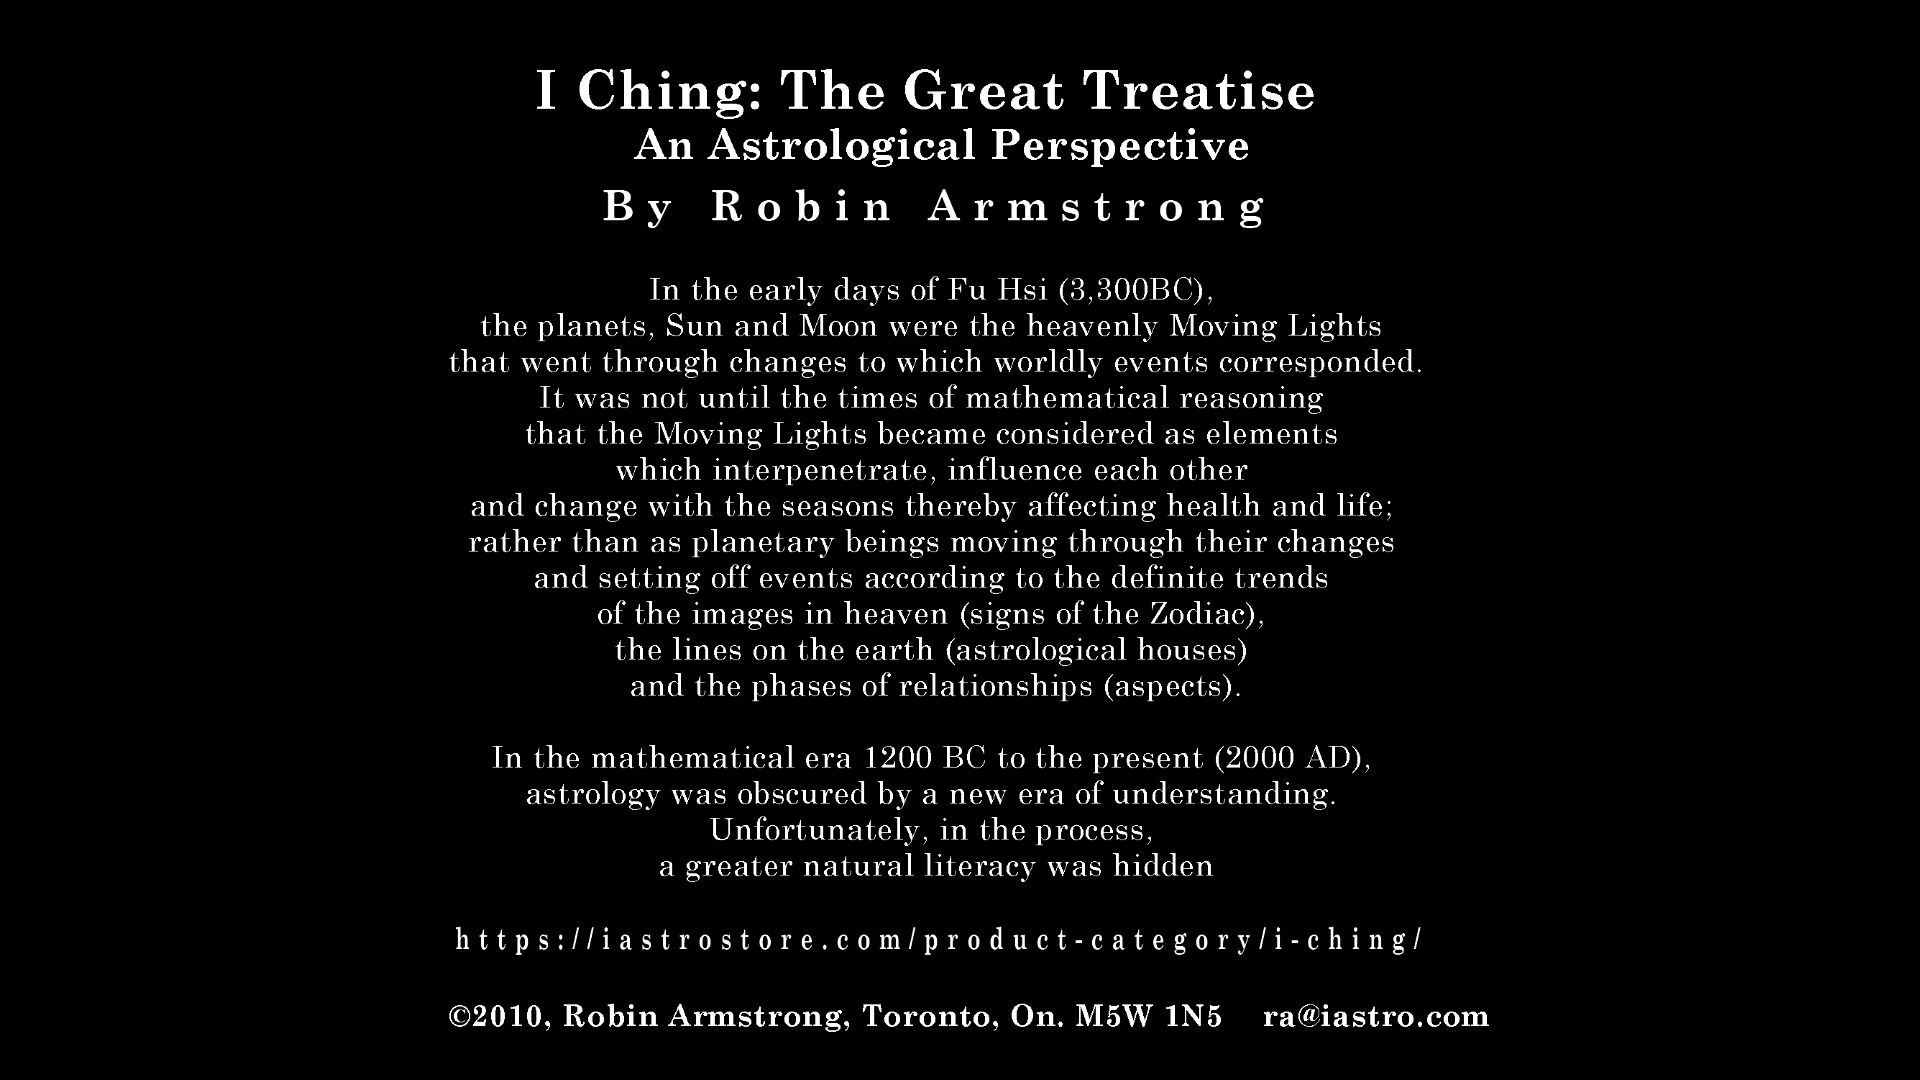 I Ching: The Great Treatise
An Astrological Perspective
By Robin Armstrong
In the early days of Fu Hsi (3,300BC),
the planets, Sun and Moon were the heavenly Moving Lights
that went through changes to which worldly events corresponded.
It was not until the times of mathematical reasoning
that the Moving Lights became considered as elements
which interpenetrate, influence each other
and change with the seasons thereby affecting health and life;
rather than as planetary beings moving through their changes
and setting off events according to the definite trends
of the images in heaven (signs of the Zodiac),
the lines on the earth (astrological houses)
and the phases of relationships (aspects).
In the mathematical era 1200 BC to the present (2000 AD),
astrology was obscured by a new era of understanding.
Unfortunately, in the process,
a greater natural literacy was hidden
https://iastrostore.com/product-category/i-ching/
©2010, Robin Armstrong, Toronto, On. M5W 1N5 ra@iastro.com